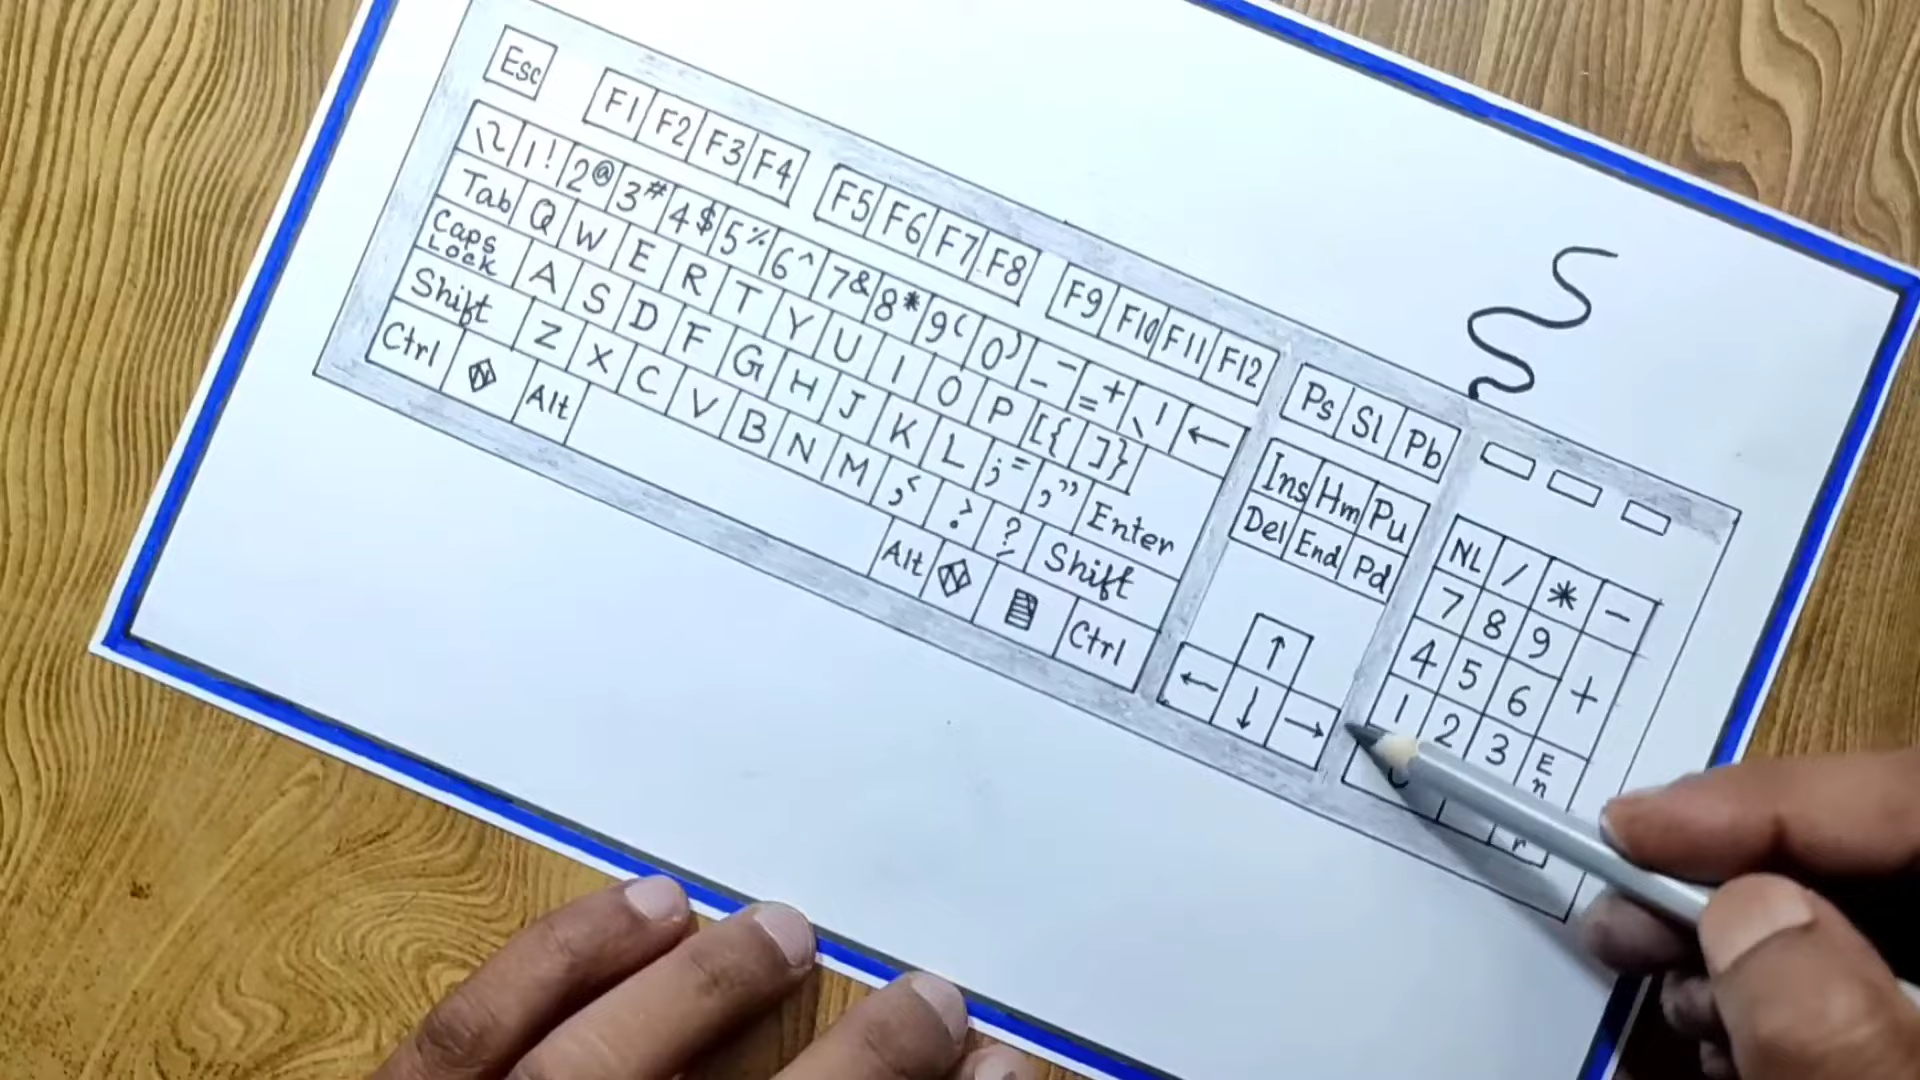 Esc F1 F2 F3 F4 F5 F6 F7 F8 F9 F10 F11 F12 Ps Sl Pb
1! 2@ 3# 4$ 5% 6^ 7& 8* 9( 0) -_ =+ \| ← Ins Hm Pu NL / * -
Tab Q W E R T Y U I O P [{ ]} Del End Pd 7 8 9 +
Caps Lock A S D F G H J K L ;= ," Enter 4 5 6
Shift Z X C V B N M ,< .> ? Shift ↑ 1 2 3 En r
Ctrl Alt Alt Ctrl ← ↓ →